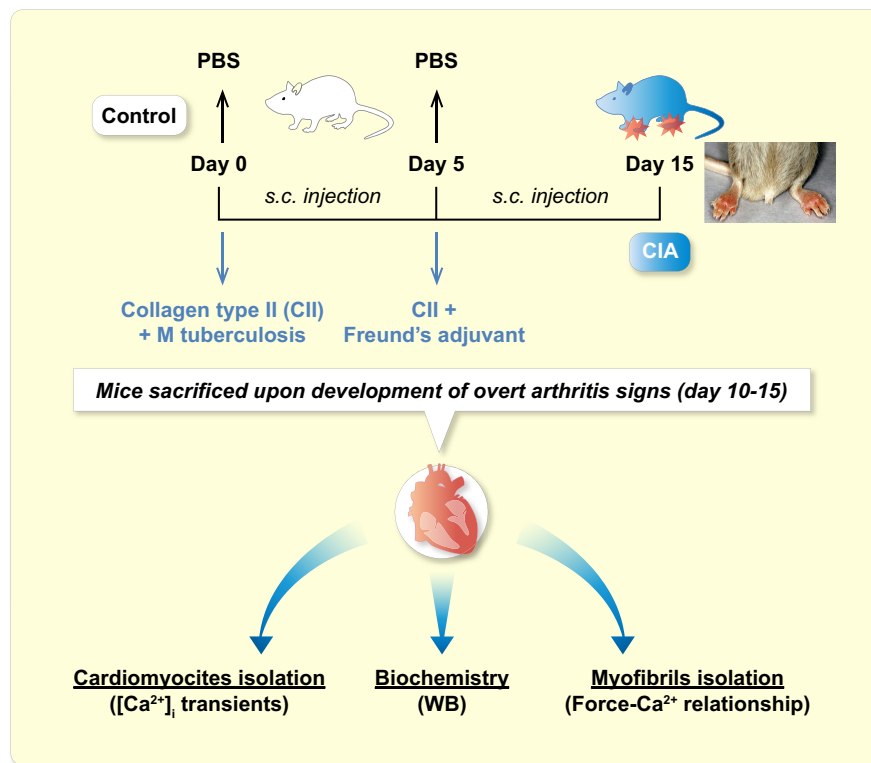 PBS
PBS
Control
Day 0
Day 5
Day 15
s.c. injection
s.c. injection
CIA
Collagen type II (CII)
+ M tuberculosis
CII +
Freund's adjuvant
Mice sacrificed upon development of overt arthritis signs (day 10-15)
Cardiomyocites isolation
([Ca²⁺]ᵢ transients)
Biochemistry
(WB)
Myofibrils isolation
(Force-Ca²⁺ relationship)